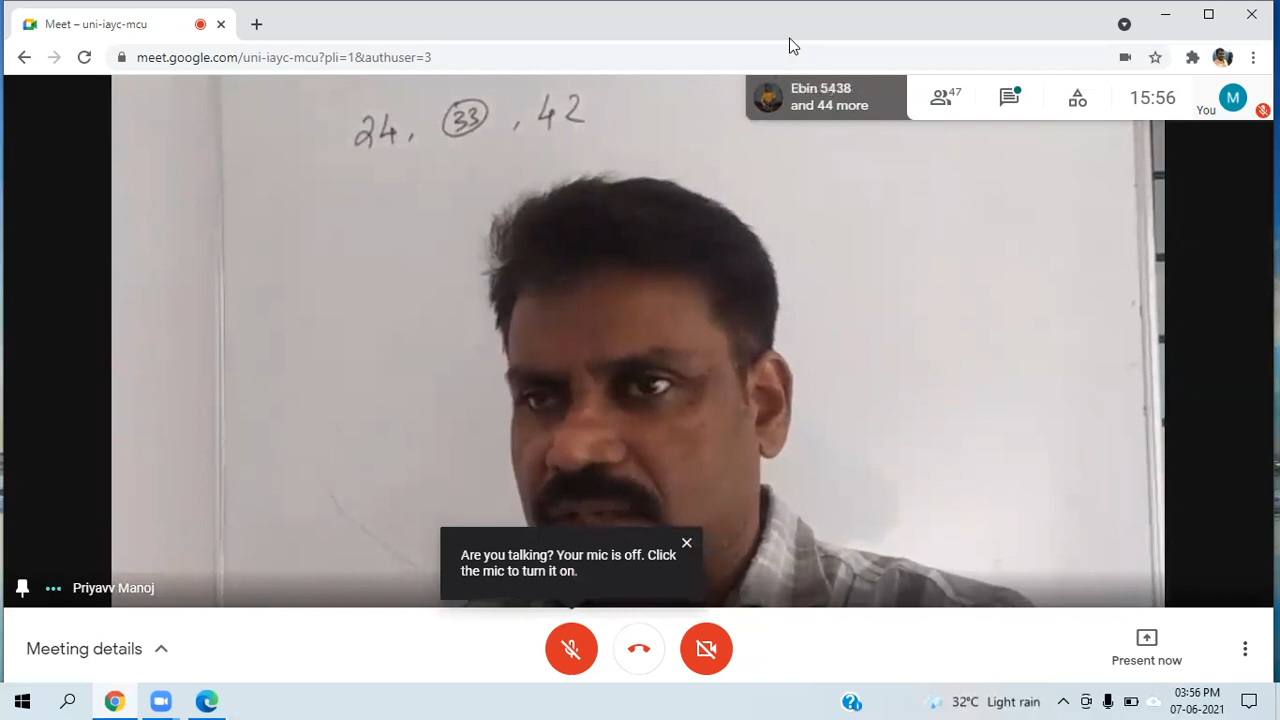 Meet – uni-iayc-mcu
meet.google.com/uni-iayc-mcu?pli=1&authuser=3
24, 33, 42
Ebin 5438
and 44 more
47
15:56
You
M
Are you talking? Your mic is off. Click
the mic to turn it on.
Priyavv Manoj
Meeting details
Present now
32°C Light rain
03:56 PM
07-06-2021